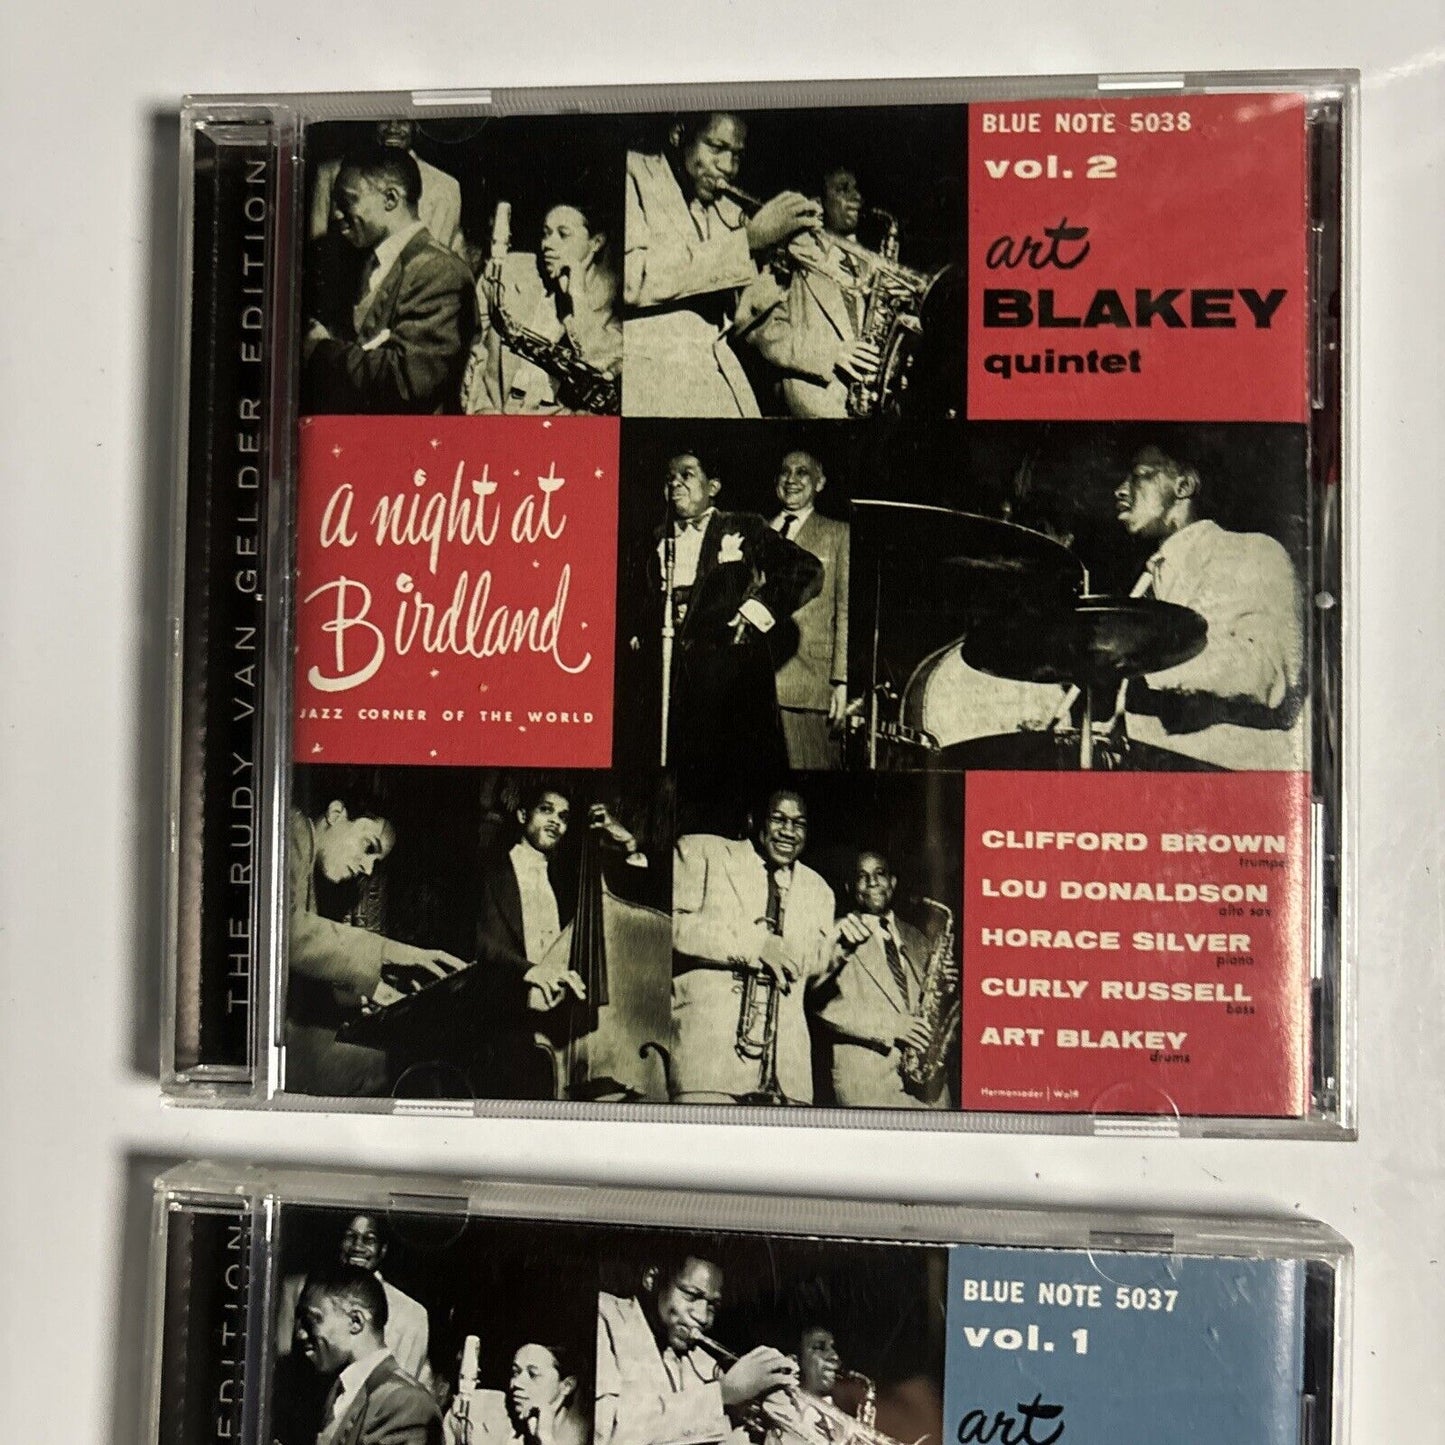 THE RUDY VAN GELDER EDITION
BLUE NOTE 5038
vol. 2
art
BLAKEY
quintet
a night at
Birdland
JAZZ CORNER OF THE WORLD
CLIFFORD BROWN
trumpe
LOU DONALDSON
alto sax
HORACE SILVER
piano
CURLY RUSSELL
bass
ART BLAKEY
drums
Hermansader | Wolff
EDITION
BLUE NOTE 5037
vol. 1
art